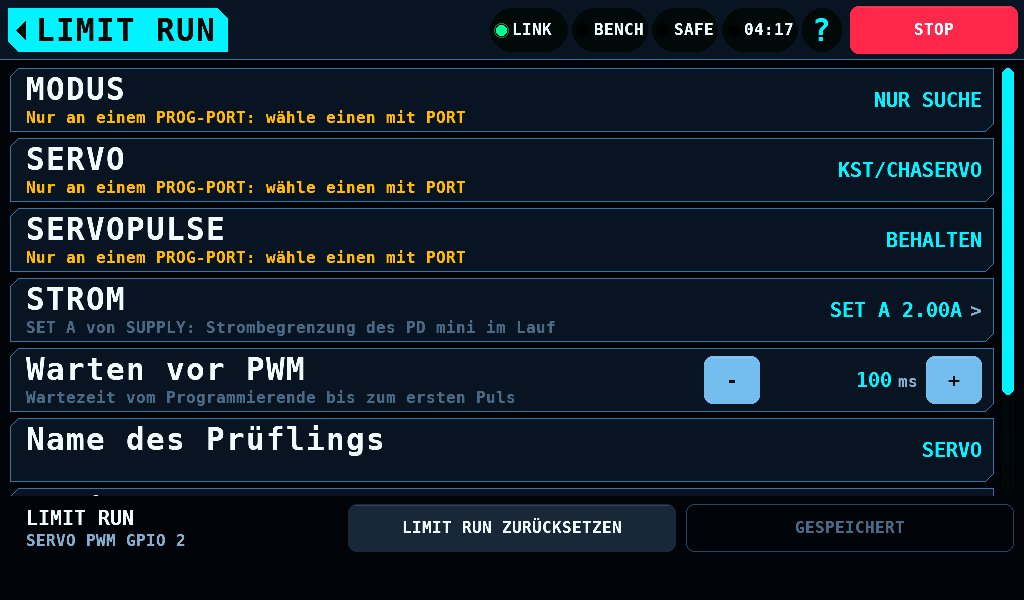 LIMIT RUN
LINK
BENCH
SAFE
04:17
?
STOP
MODUS
Nur an einem PROG-PORT: wähle einen mit PORT
NUR SUCHE
SERVO
Nur an einem PROG-PORT: wähle einen mit PORT
KST/CHASERVO
SERVOPULSE
Nur an einem PROG-PORT: wähle einen mit PORT
BEHALTEN
STROM
SET A von SUPPLY: Strombegrenzung des PD mini im Lauf
SET A 2.00A >
Warten vor PWM
Wartezeit vom Programmierende bis zum ersten Puls
-
100 ms
+
Name des Prüflings
SERVO
LIMIT RUN
SERVO PWM GPIO 2
LIMIT RUN ZURÜCKSETZEN
GESPEICHERT